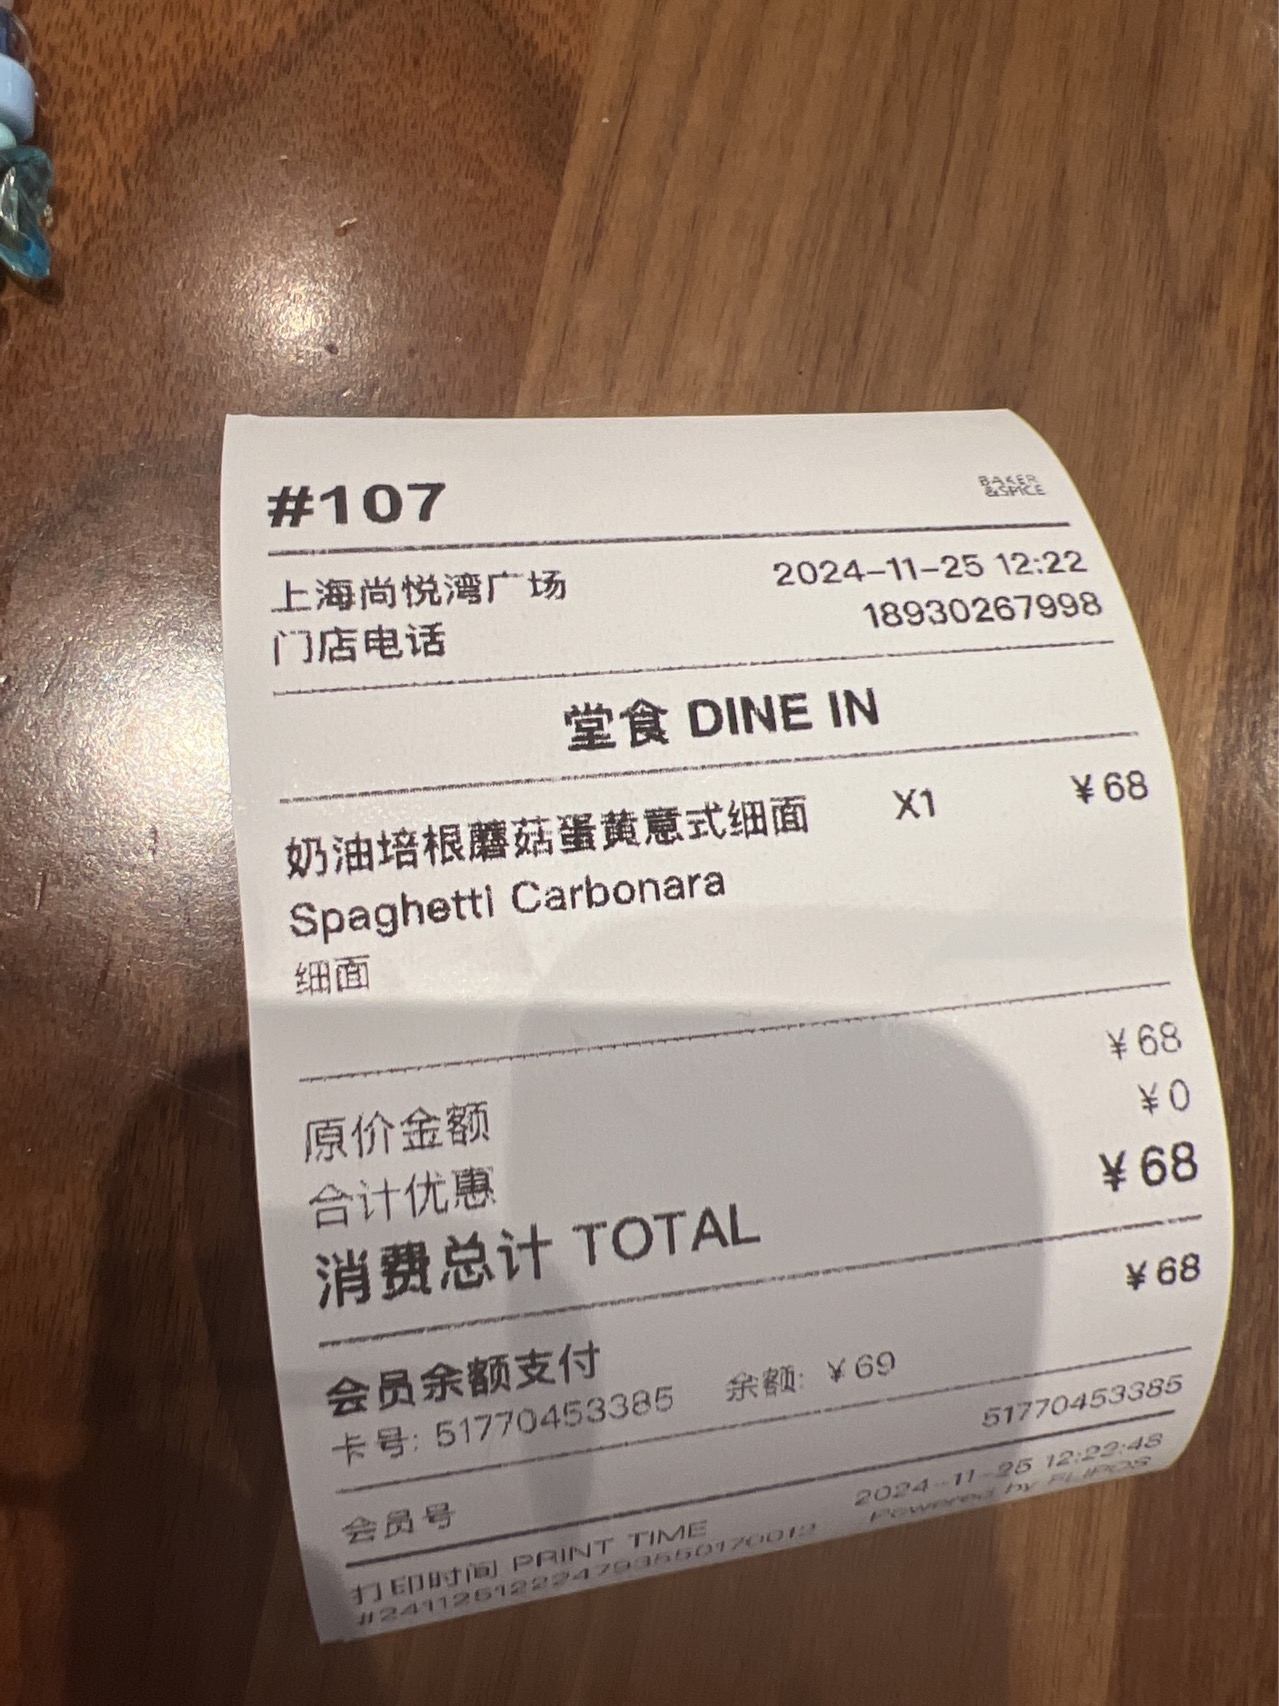 #107
BAKER
&SPICE
上海尚悦湾广场 2024-11-25 12:22
门店电话 18930267998
堂食 DINE IN
奶油培根蘑菇蛋黄意式细面 X1 ¥68
Spaghetti Carbonara
细面
原价金额 ¥68
合计优惠 ¥0
消费总计 TOTAL ¥68
会员余额支付 ¥68
卡号: 51770453385 余额: ¥69
会员号 51770453385
打印时间 PRINT TIME 2024-11-25 12:22:48
Powered by FLIPOS